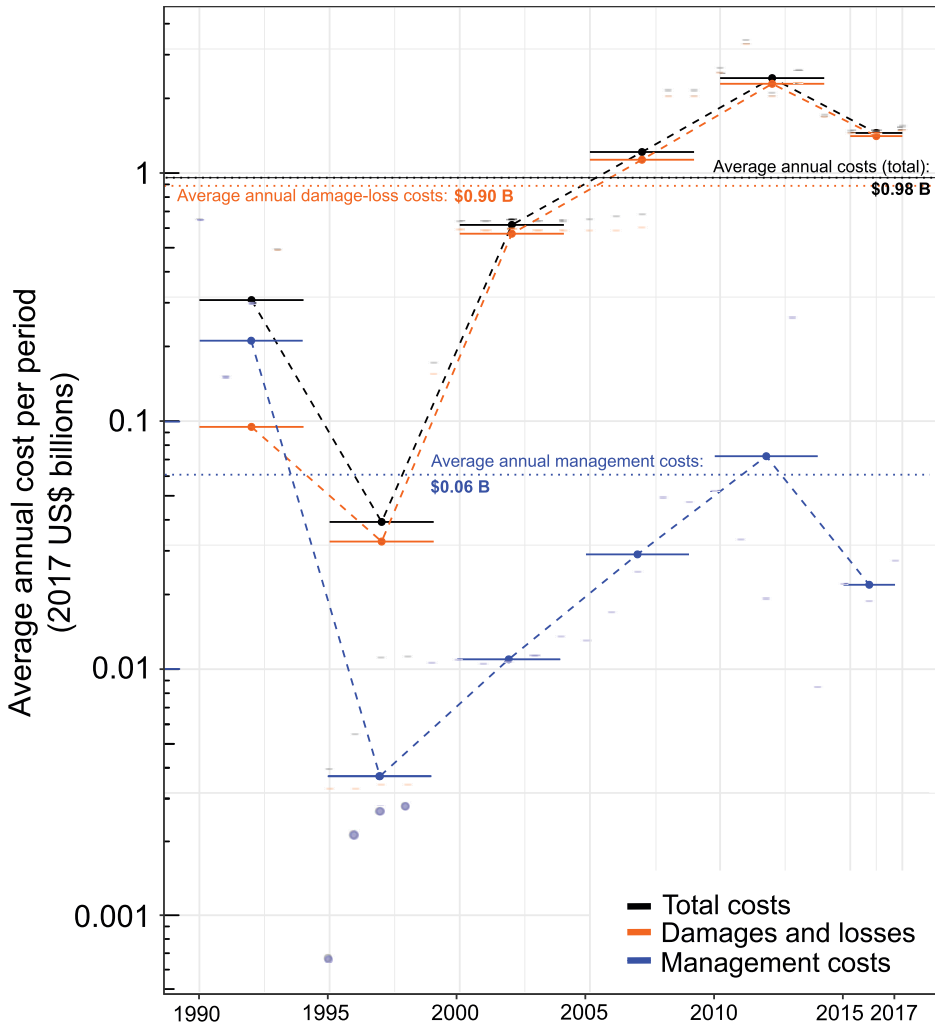 Average annual cost per period
(2017 US$ billions)
1
0.1
0.01
0.001
Average annual costs (total):
$0.98 B
Average annual damage-loss costs: $0.90 B
Average annual management costs:
$0.06 B
Total costs
Damages and losses
Management costs
1990 1995 2000 2005 2010 2015 2017